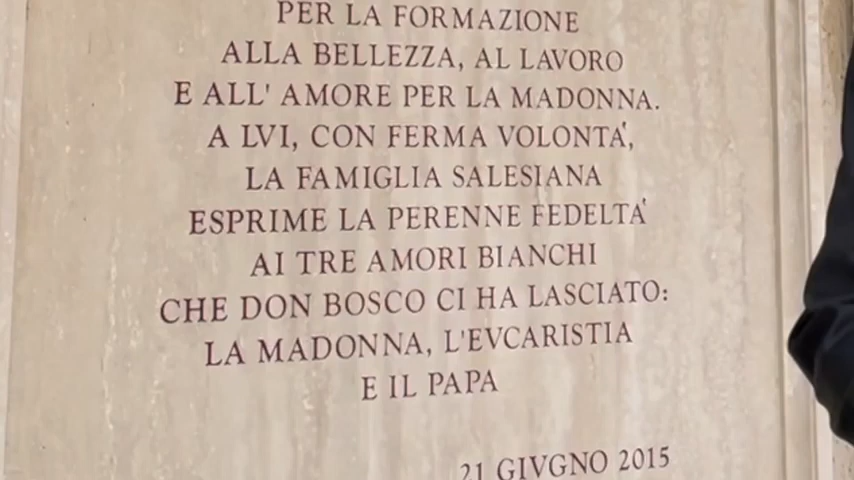 PER LA FORMAZIONE
ALLA BELLEZZA, AL LAVORO
E ALL' AMORE PER LA MADONNA.
A LVI, CON FERMA VOLONTA',
LA FAMIGLIA SALESIANA
ESPRIME LA PERENNE FEDELTA'
AI TRE AMORI BIANCHI
CHE DON BOSCO CI HA LASCIATO:
LA MADONNA, L'EVCARISTIA
E IL PAPA
21 GIVGNO 2015